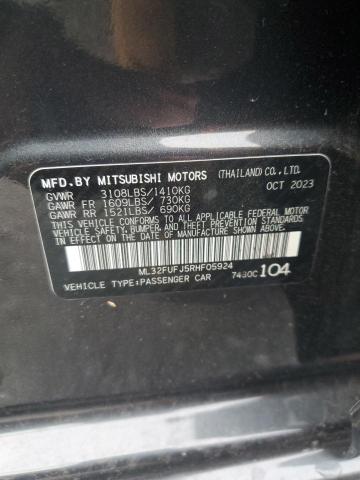 MFD.BY MITSUBISHI MOTORS (THAILAND) CO.,LTD.
GVWR 3108LBS/1410KG OCT 2023
GAWR FR 1609LBS/ 730KG
GAWR RR 1521LBS/ 690KG
THIS VEHICLE CONFORMS TO ALL APPLICABLE
FEDERAL MOTOR VEHICLE SAFETY,
BUMPER, AND THEFT PREVENTION STANDARDS
IN EFFECT ON THE DATE OF
MANUFACTURE SHOWN ABOVE.
ML32FUFJ5RHF05924
VEHICLE TYPE:PASSENGER CAR 7430C 104